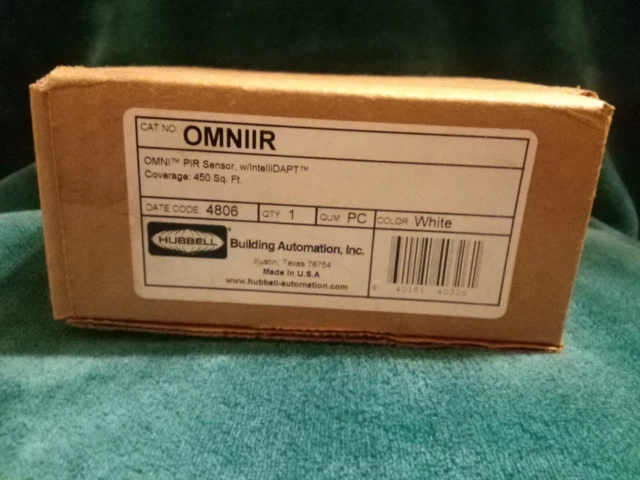 CAT NO. OMNIIR
OMNI™ PIR Sensor, w/IntelliDAPT™
Coverage: 450 Sq. Ft.
DATE CODE 4806 QTY 1 QUM PC COLOR White
HUBBELL
Building Automation, Inc.
Austin, Texas 78754
Made in U.S.A
www.hubbell-automation.com